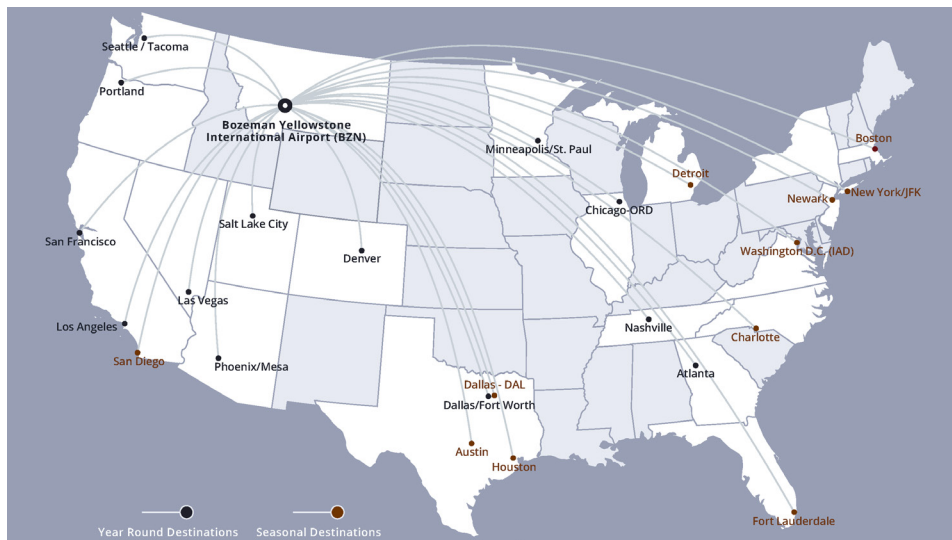 Seattle / Tacoma
Portland
Bozeman Yellowstone
International Airport (BZN)
Minneapolis/St. Paul
Boston
Detroit
New York/JFK
Newark
Chicago-ORD
Salt Lake City
San Francisco
Denver
Washington D.C. (IAD)
Las Vegas
Los Angeles
Nashville
Charlotte
San Diego
Phoenix/Mesa
Atlanta
Dallas - DAL
Dallas/Fort Worth
Austin
Houston
Fort Lauderdale
Year Round Destinations
Seasonal Destinations